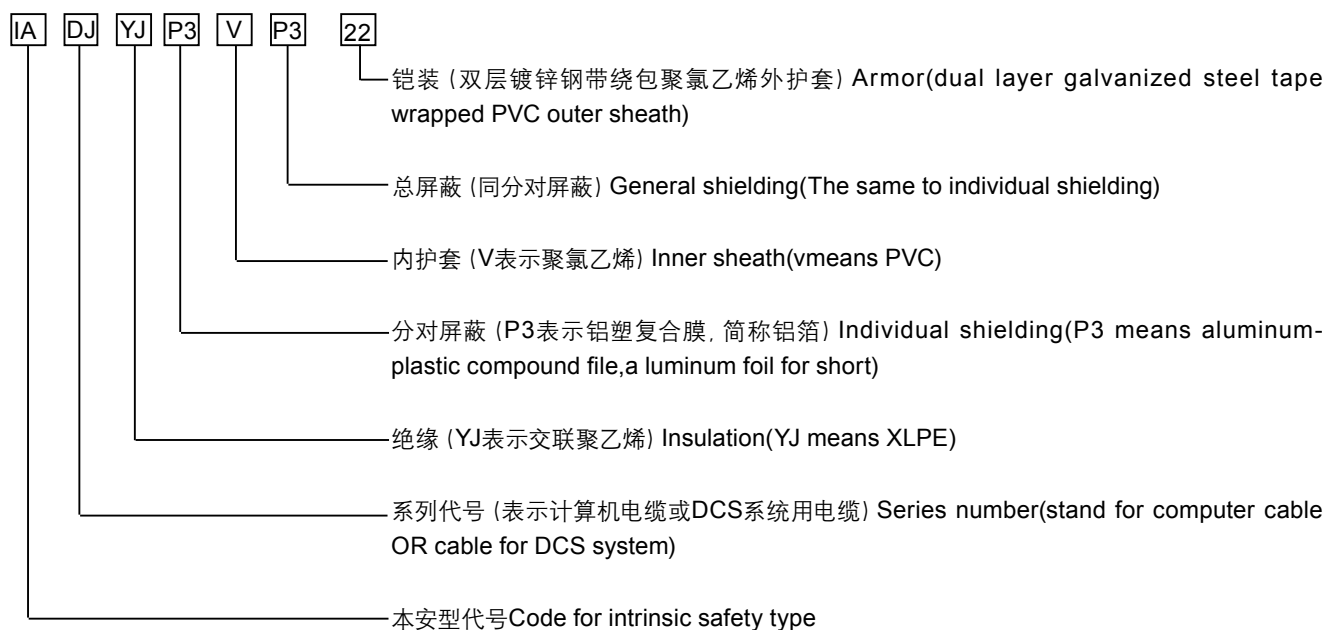 IA DJ YJ P3 V P3 22
铠装 (双层镀锌钢带绕包聚氯乙烯外护套) Armor(dual layer galvanized steel tape
wrapped PVC outer sheath)
总屏蔽 (同分对屏蔽) General shielding(The same to individual shielding)
内护套 (V表示聚氯乙烯) Inner sheath(vmeans PVC)
分对屏蔽 (P3表示铝塑复合膜, 简称铝箔) Individual shielding(P3 means aluminum-
plastic compound file,a luminum foil for short)
绝缘 (YJ表示交联聚乙烯) Insulation(YJ means XLPE)
系列代号 (表示计算机电缆或DCS系统用电缆) Series number(stand for computer cable
OR cable for DCS system)
本安型代号Code for intrinsic safety type